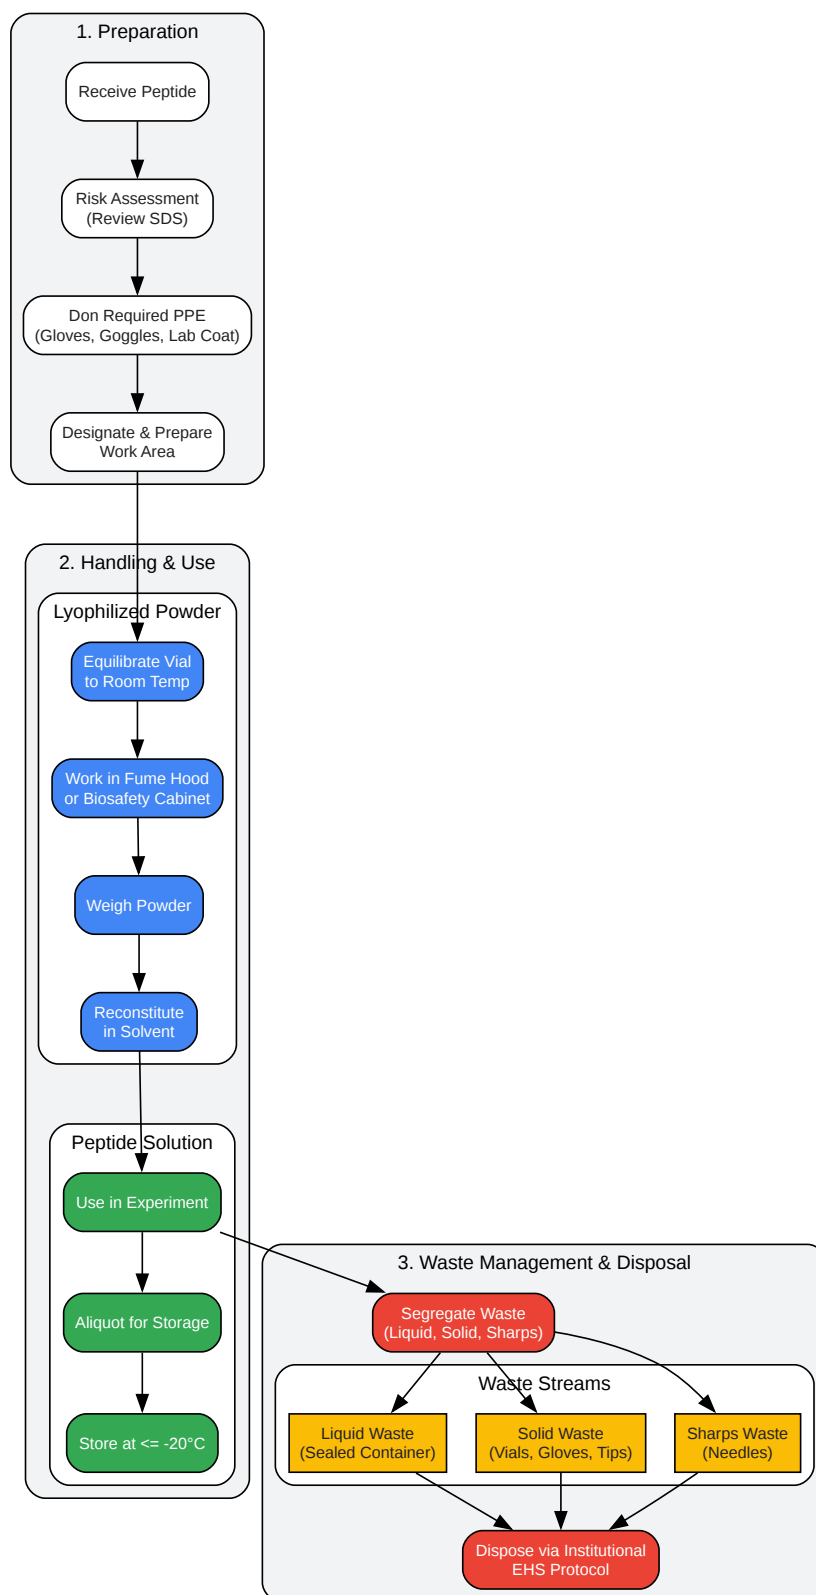 1. Preparation
Receive Peptide
Risk Assessment
(Review SDS)
Don Required PPE
(Gloves, Goggles, Lab Coat)
Designate & Prepare
Work Area
2. Handling & Use
Lyophilized Powder
Equilibrate Vial
to Room Temp
Work in Fume Hood
or Biosafety Cabinet
Weigh Powder
Reconstitute
in Solvent
Peptide Solution
Use in Experiment
Aliquot for Storage
Store at <= -20°C
3. Waste Management & Disposal
Segregate Waste
(Liquid, Solid, Sharps)
Waste Streams
Liquid Waste
(Sealed Container)
Solid Waste
(Vials, Gloves, Tips)
Sharps Waste
(Needles)
Dispose via Institutional
EHS Protocol